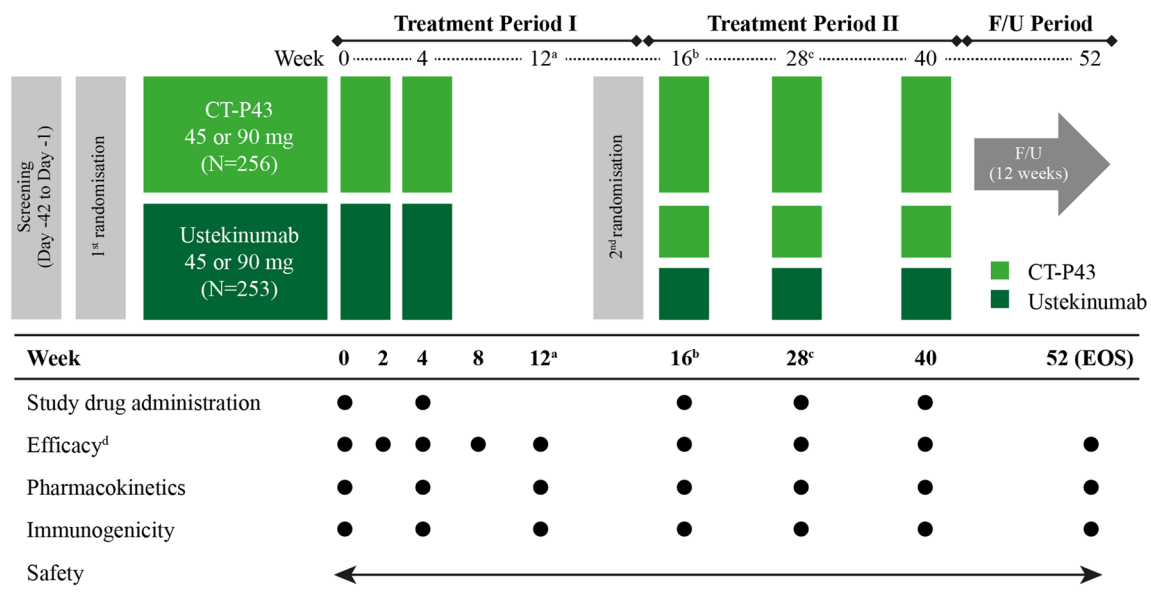 Treatment Period I Treatment Period II F/U Period
Week 0 4 12ᵃ 16ᵇ 28ᶜ 40 52
Screening
(Day -42 to Day -1)
1ˢᵗ randomisation
CT-P43
45 or 90 mg
(N=256)
Ustekinumab
45 or 90 mg
(N=253)
2ⁿᵈ randomisation
F/U
(12 weeks)
CT-P43
Ustekinumab
Week 0 2 4 8 12ᵃ 16ᵇ 28ᶜ 40 52 (EOS)
Study drug administration
Efficacyᵈ
Pharmacokinetics
Immunogenicity
Safety